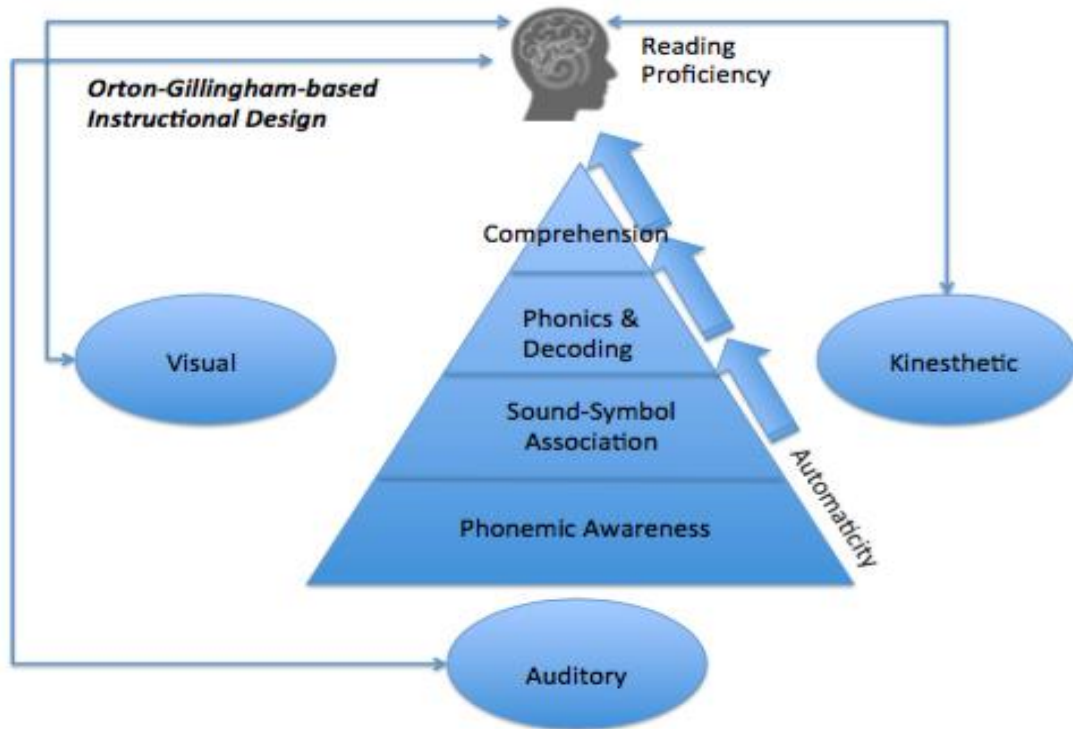 Reading
Proficiency
Orton-Gillingham-based
Instructional Design
Comprehension
Phonics &
Decoding
Visual
Kinesthetic
Sound-Symbol
Association
Automaticity
Phonemic Awareness
Auditory